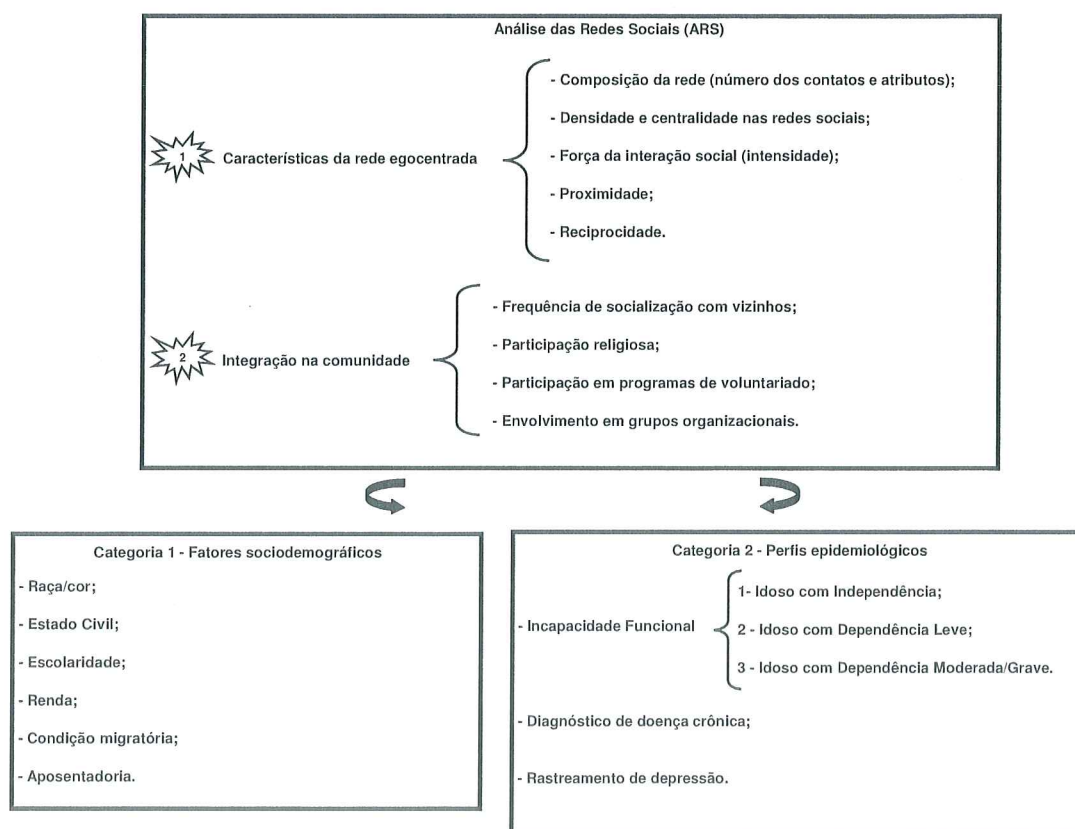 Análise das Redes Sociais (ARS)
1
Características da rede egocentrada
- Composição da rede (número dos contatos e atributos);
- Densidade e centralidade nas redes sociais;
- Força da interação social (intensidade);
- Proximidade;
- Reciprocidade.
2
Integração na comunidade
- Frequência de socialização com vizinhos;
- Participação religiosa;
- Participação em programas de voluntariado;
- Envolvimento em grupos organizacionais.
Categoria 1 - Fatores sociodemográficos
- Raça/cor;
- Estado Civil;
- Escolaridade;
- Renda;
- Condição migratória;
- Aposentadoria.
Categoria 2 - Perfis epidemiológicos
- Incapacidade Funcional
1- Idoso com Independência;
2 - Idoso com Dependência Leve;
3 - Idoso com Dependência Moderada/Grave.
- Diagnóstico de doença crônica;
- Rastreamento de depressão.